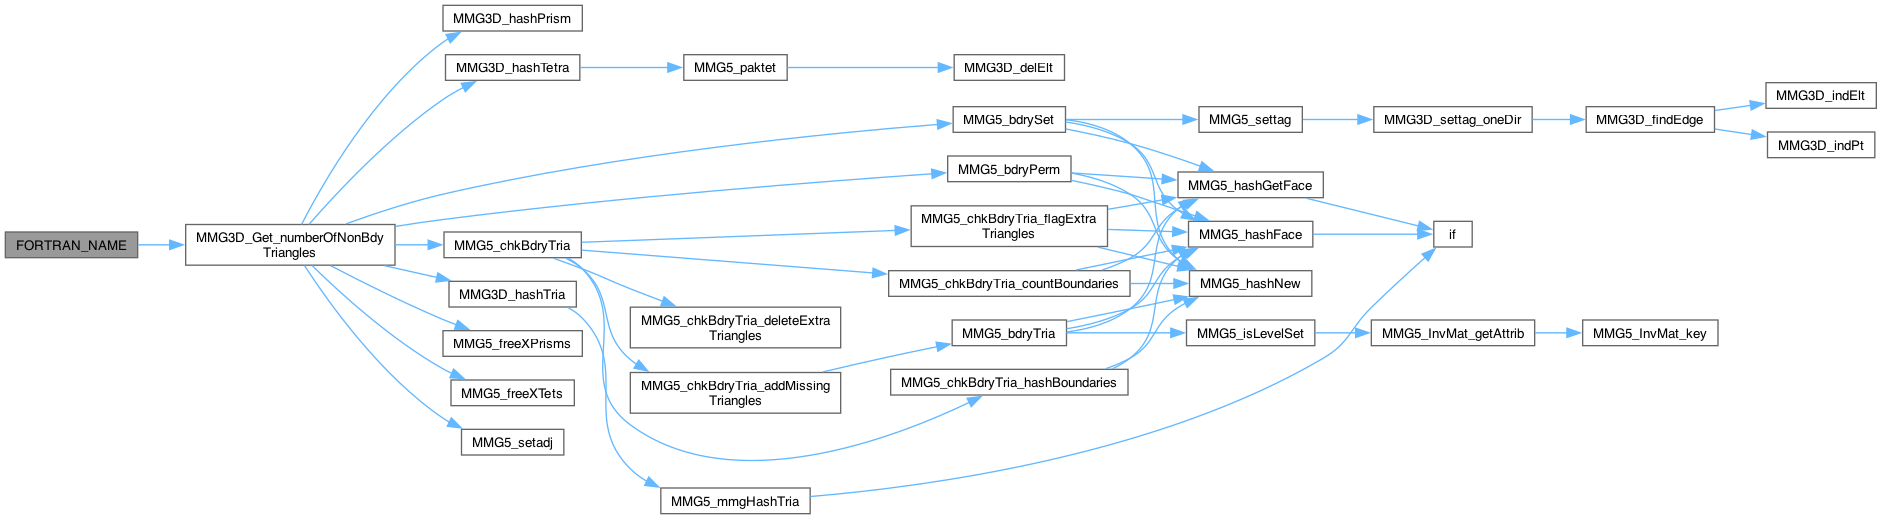 FORTRAN_NAME
MMG3D_Get_numberOfNonBdy
Triangles
MMG3D_hashPrism
MMG3D_hashTetra
MMG5_paktet
MMG3D_delElt
MMG5_bdrySet
MMG5_settag
MMG3D_settag_oneDir
MMG3D_findEdge
MMG3D_indElt
MMG3D_indPt
MMG5_bdryPerm
MMG5_hashGetFace
MMG5_chkBdryTria
MMG5_chkBdryTria_flagExtra
Triangles
MMG5_hashFace
if
MMG5_chkBdryTria_countBoundaries
MMG5_hashNew
MMG3D_hashTria
MMG5_chkBdryTria_deleteExtra
Triangles
MMG5_bdryTria
MMG5_isLevelSet
MMG5_InvMat_getAttrib
MMG5_InvMat_key
MMG5_freeXPrisms
MMG5_chkBdryTria_addMissing
Triangles
MMG5_chkBdryTria_hashBoundaries
MMG5_freeXTets
MMG5_setadj
MMG5_mmgHashTria